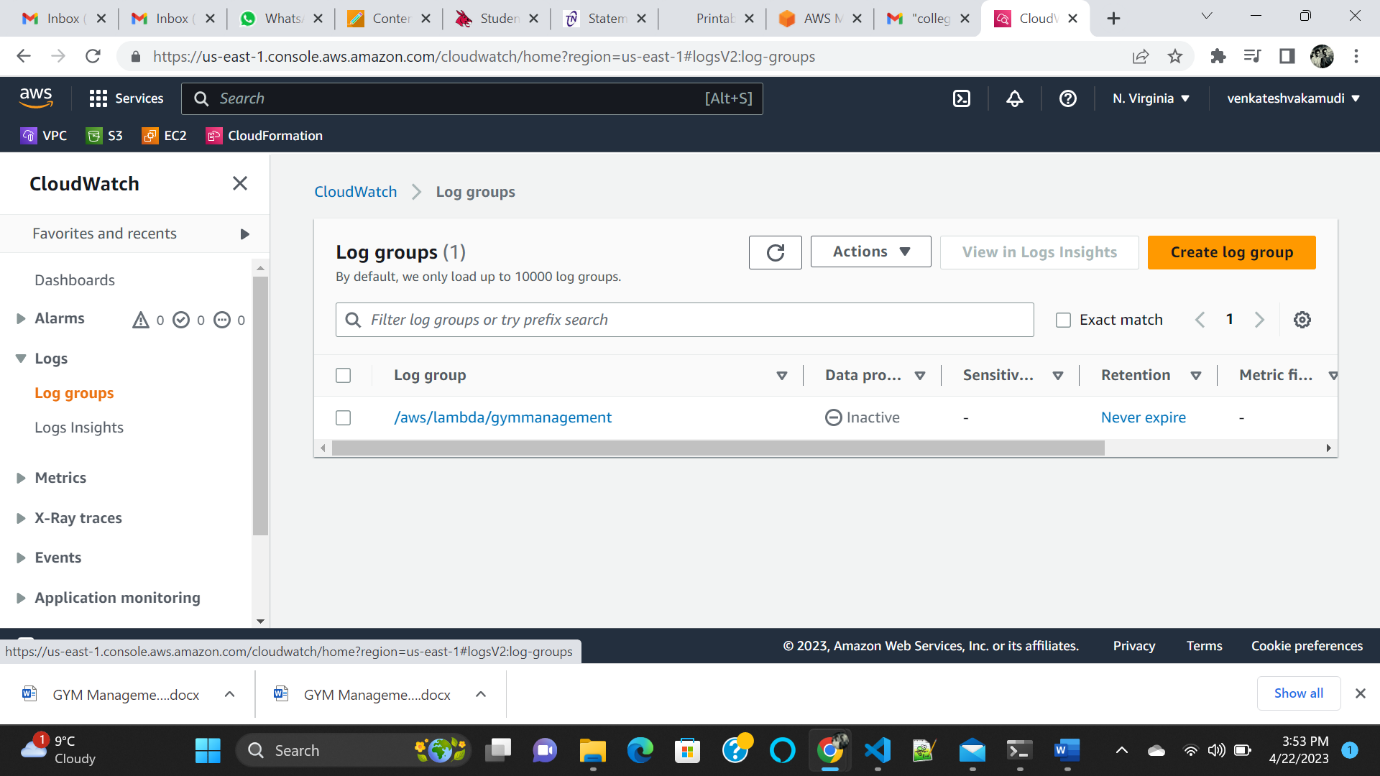 Inbox (
Inbox (
Whats
Conter
Studen
Statem
Printab
AWS M
"colleg
CloudV
https://us-east-1.console.aws.amazon.com/cloudwatch/home?region=us-east-1#logsV2:log-groups
aws
Services
Search
[Alt+S]
N. Virginia
venkateshvakamudi
VPC
S3
EC2
CloudFormation
CloudWatch
Favorites and recents
Dashboards
Alarms
0
0
0
Logs
Log groups
Logs Insights
Metrics
X-Ray traces
Events
Application monitoring
CloudWatch
Log groups
Log groups (1)
By default, we only load up to 10000 log groups.
Actions
View in Logs Insights
Create log group
Filter log groups or try prefix search
Exact match
1
Log group
Data pro...
Sensitiv...
Retention
Metric fi...
/aws/lambda/gymmanagement
Inactive
-
Never expire
-
https://us-east-1.console.aws.amazon.com/cloudwatch/home?region=us-east-1#logsV2:log-groups
© 2023, Amazon Web Services, Inc. or its affiliates.
Privacy
Terms
Cookie preferences
GYM Manageme....docx
GYM Manageme....docx
Show all
1
9°C
Cloudy
Search
3:53 PM
4/22/2023
1